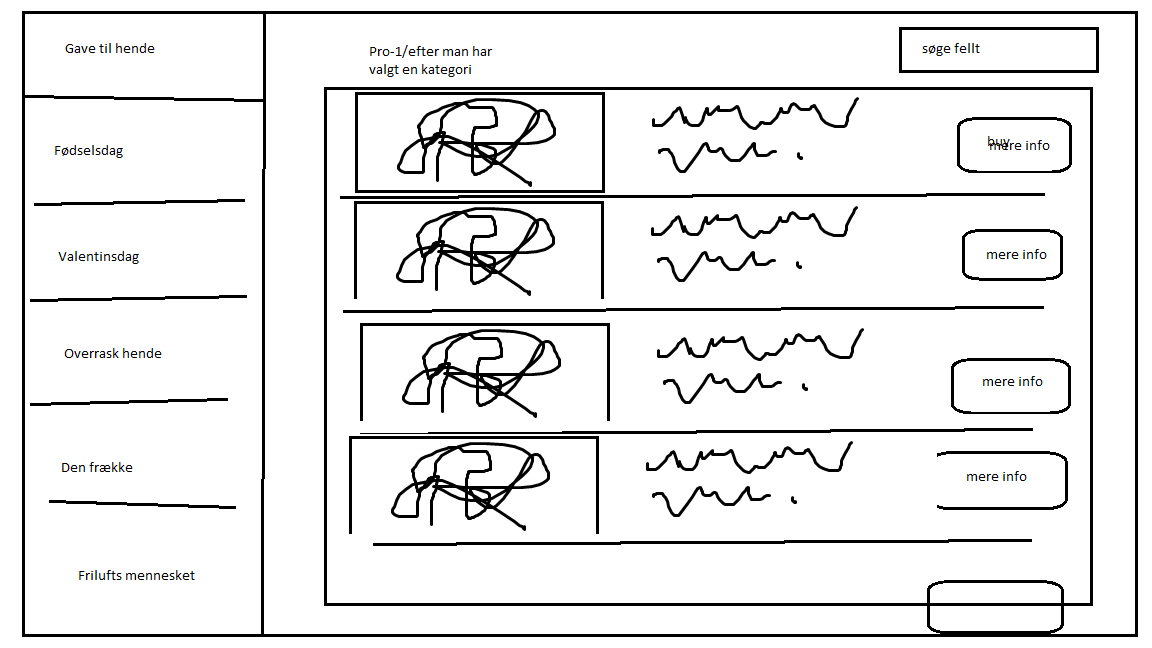 Gave til hende
Fødselsdag
Valentinsdag
Overrask hende
Den frække
Frilufts mennesket
Pro-1/efter man har
valgt en kategori
søge fellt
buy
mere info
mere info
mere info
mere info